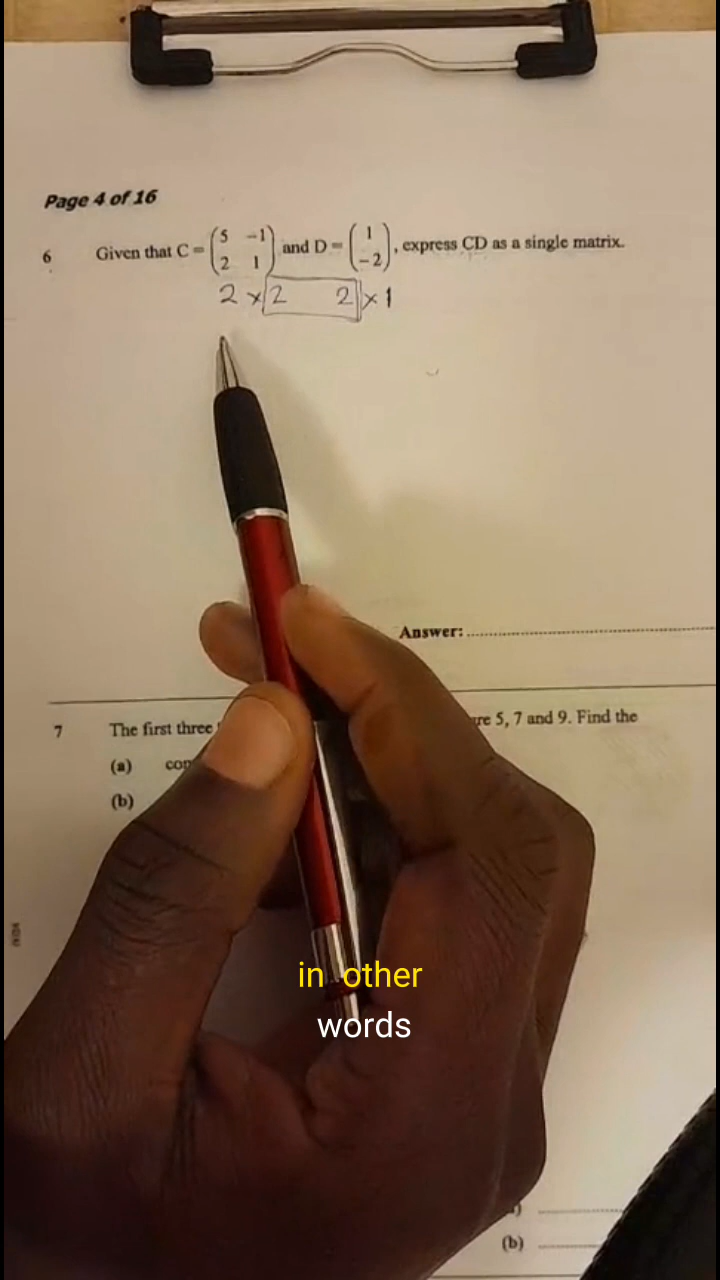 Page 4 of 16
6 Given that C = (5 -1 2 1) and D = (1 -2), express CD as a single matrix.
2 × 2 2 × 1
Answer:
7 The first three re 5, 7 and 9. Find the
(a)
(b)
in other
words
(b)